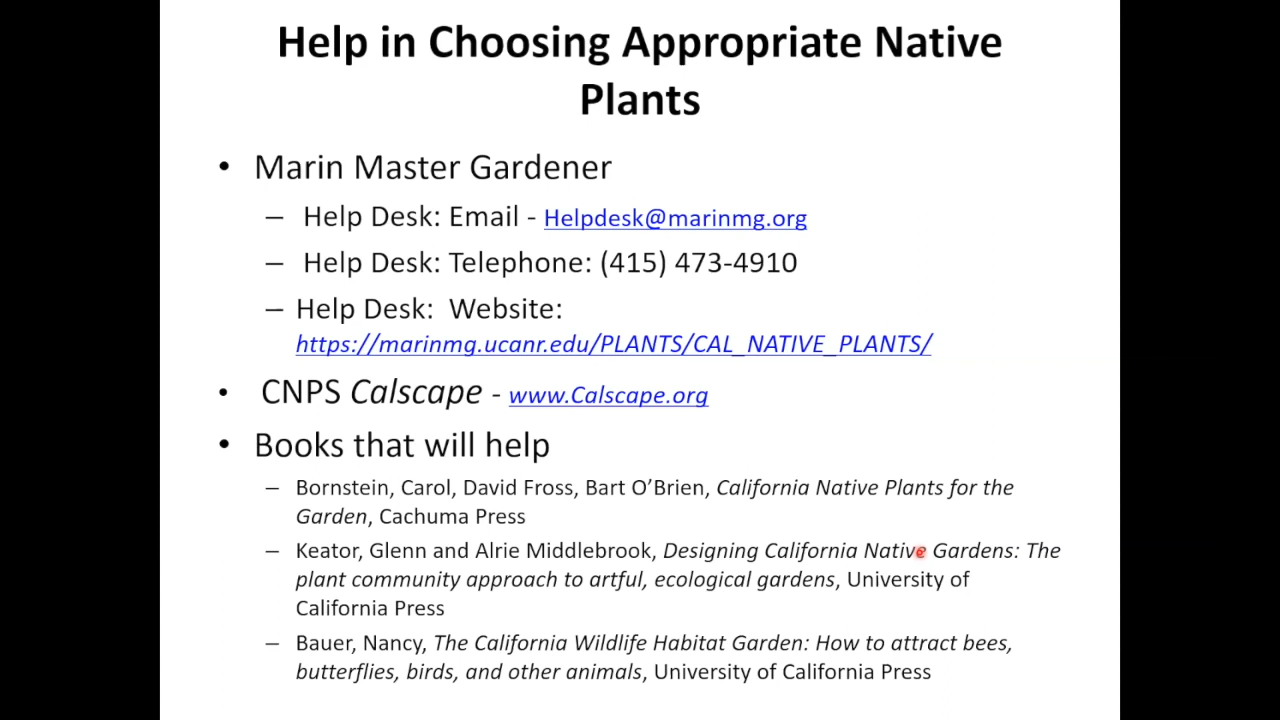 Help in Choosing Appropriate Native
Plants
• Marin Master Gardener
– Help Desk: Email - Helpdesk@marinmg.org
– Help Desk: Telephone: (415) 473-4910
– Help Desk: Website:
https://marinmg.ucanr.edu/PLANTS/CAL_NATIVE_PLANTS/
• CNPS Calscape - www.Calscape.org
• Books that will help
– Bornstein, Carol, David Fross, Bart O’Brien, California Native Plants for the
Garden, Cachuma Press
– Keator, Glenn and Alrie Middlebrook, Designing California Native Gardens: The
plant community approach to artful, ecological gardens, University of
California Press
– Bauer, Nancy, The California Wildlife Habitat Garden: How to attract bees,
butterflies, birds, and other animals, University of California Press